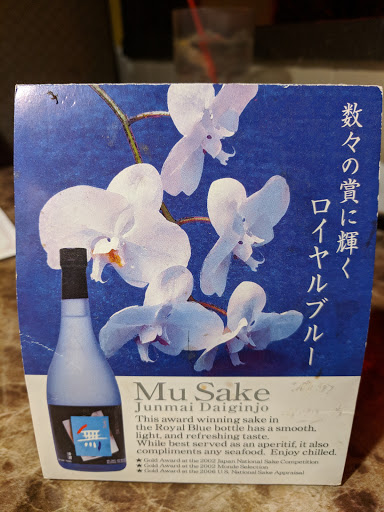 数々の賞に輝く
ロイヤルブルー
無
Mu Sake
Junmai Daiginjo
This award winning sake in
the Royal Blue bottle has a smooth,
light, and refreshing taste.
While best served as an aperitif, it also
compliments any seafood. Enjoy chilled.
★ Gold Award at the 2002 Japan National Sake Competition
★ Gold Award at the 2002 Monde Selection
★ Gold Award at the 2006 U.S. National Sake Appraisal